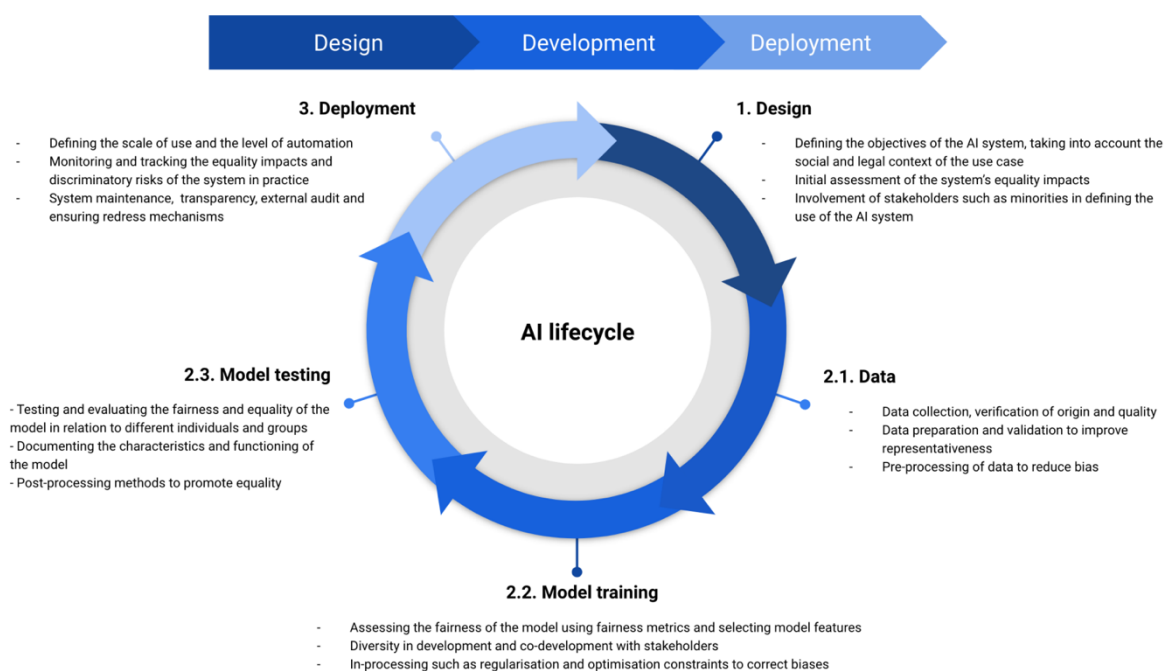 Design
Development
Deployment
3. Deployment
- Defining the scale of use and the level of automation
- Monitoring and tracking the equality impacts and
discriminatory risks of the system in practice
- System maintenance, transparency, external audit and
ensuring redress mechanisms
1. Design
- Defining the objectives of the AI system, taking into account the
social and legal context of the use case
- Initial assessment of the system's equality impacts
- Involvement of stakeholders such as minorities in defining the
use of the AI system
AI lifecycle
2.3. Model testing
- Testing and evaluating the fairness and equality of the
model in relation to different individuals and groups
- Documenting the characteristics and functioning of
the model
- Post-processing methods to promote equality
2.1. Data
- Data collection, verification of origin and quality
- Data preparation and validation to improve
representativeness
- Pre-processing of data to reduce bias
2.2. Model training
- Assessing the fairness of the model using fairness metrics and selecting model features
- Diversity in development and co-development with stakeholders
- In-processing such as regularisation and optimisation constraints to correct biases